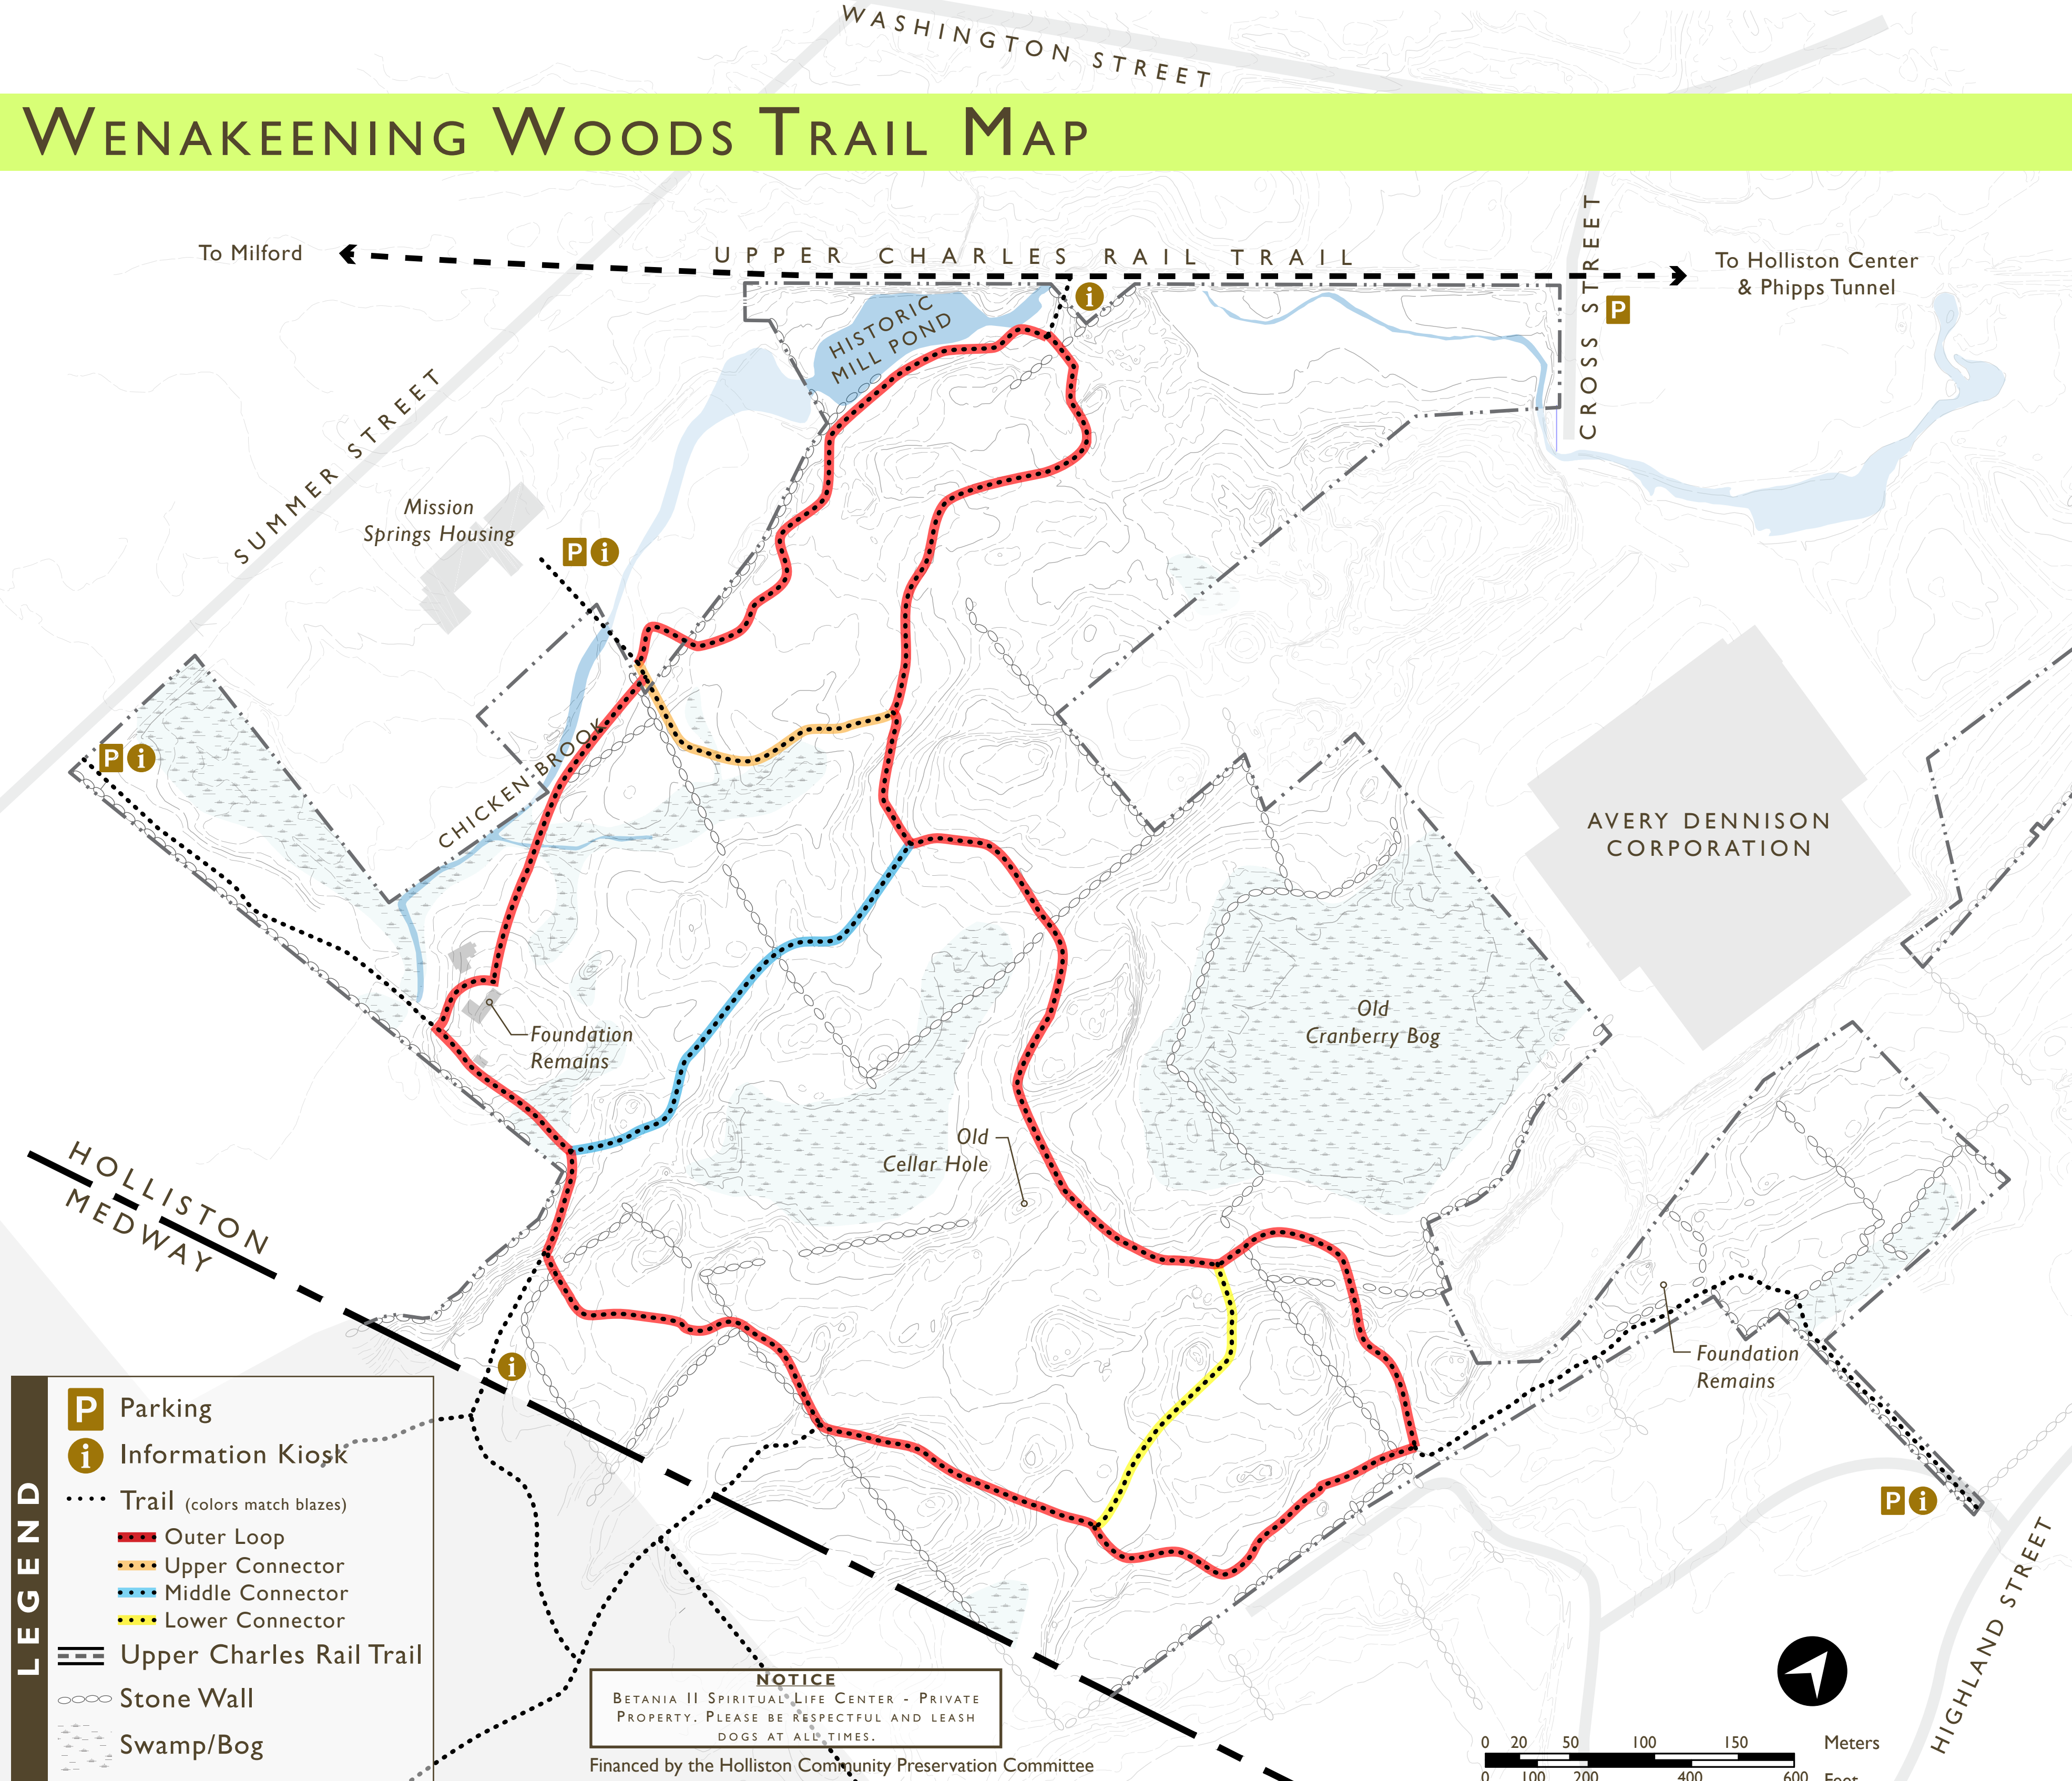 WASHINGTON STREET
WENAKEENING WOODS TRAIL MAP
To Milford
UPPER CHARLES RAIL TRAIL
To Holliston Center
& Phipps Tunnel
CROSS STREET
i
P
HISTORIC
MILL POND
SUMMER STREET
Mission
Springs Housing
P i
P i
CHICKEN BROOK
AVERY DENNISON
CORPORATION
Old
Cranberry Bog
Foundation
Remains
Old
Cellar Hole
HOLLISTON
MEDWAY
i
Foundation
Remains
P i
HIGHLAND STREET
LEGEND
P Parking
i Information Kiosk
Trail (colors match blazes)
Outer Loop
Upper Connector
Middle Connector
Lower Connector
Upper Charles Rail Trail
Stone Wall
Swamp/Bog
NOTICE
BETANIA II SPIRITUAL LIFE CENTER - PRIVATE
PROPERTY. PLEASE BE RESPECTFUL AND LEASH
DOGS AT ALL TIMES.
Financed by the Holliston Community Preservation Committee
0 20 50 100 150 Meters
0 100 200 400 600 Feet